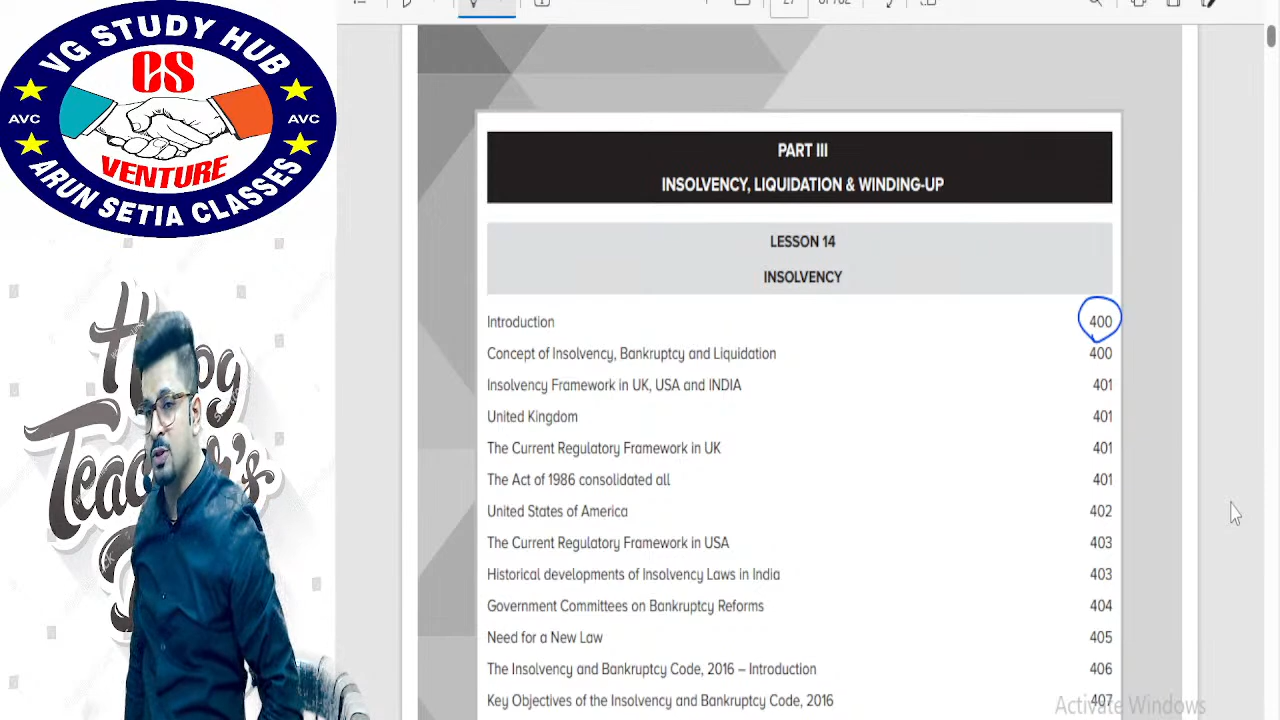 VG STUDY HUB
CS
AVC
AVC
VENTURE
ARUN SETIA CLASSES
PART III
INSOLVENCY, LIQUIDATION & WINDING-UP
LESSON 14
INSOLVENCY
Introduction 400
Concept of Insolvency, Bankruptcy and Liquidation 400
Insolvency Framework in UK, USA and INDIA 401
United Kingdom 401
The Current Regulatory Framework in UK 401
The Act of 1986 consolidated all 401
United States of America 402
The Current Regulatory Framework in USA 403
Historical developments of Insolvency Laws in India 403
Government Committees on Bankruptcy Reforms 404
Need for a New Law 405
The Insolvency and Bankruptcy Code, 2016 – Introduction 406
Key Objectives of the Insolvency and Bankruptcy Code, 2016 407
Activate Windows